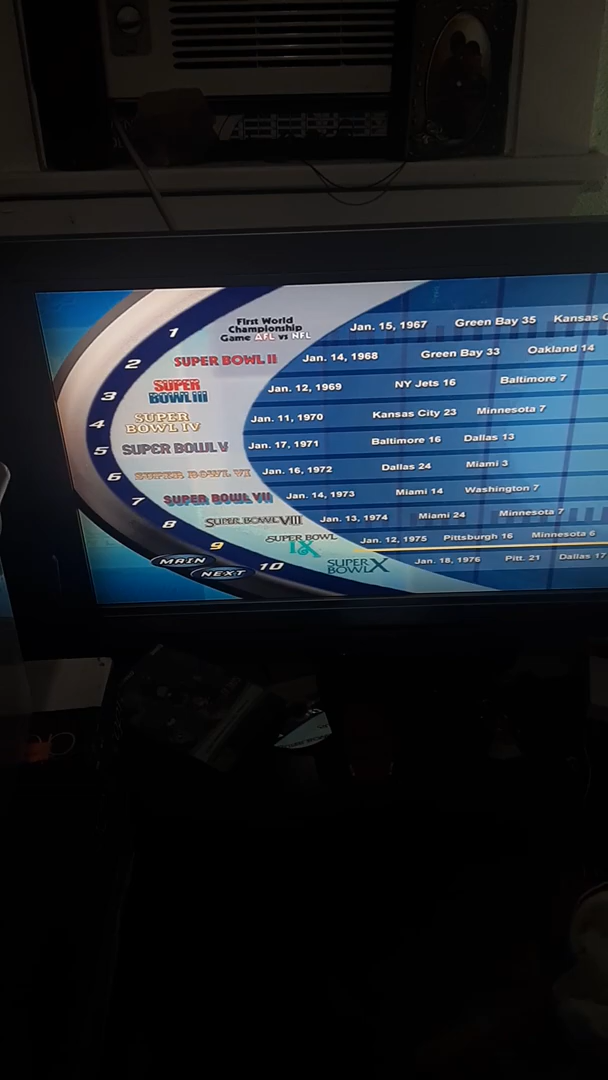 1 First World Championship Game AFL vs NFL Jan. 15, 1967 Green Bay 35 Kansas C
2 SUPER BOWL II Jan. 14, 1968 Green Bay 33 Oakland 14
3 SUPER BOWL III Jan. 12, 1969 NY Jets 16 Baltimore 7
4 SUPER BOWL IV Jan. 11, 1970 Kansas City 23 Minnesota 7
5 SUPER BOWL V Jan. 17, 1971 Baltimore 16 Dallas 13
6 SUPER BOWL VI Jan. 16, 1972 Dallas 24 Miami 3
7 SUPER BOWL VII Jan. 14, 1973 Miami 14 Washington 7
8 SUPER BOWL VIII Jan. 13, 1974 Miami 24 Minnesota 7
9 SUPER BOWL IX Jan. 12, 1975 Pittsburgh 16 Minnesota 6
10 SUPER BOWL X Jan. 18, 1976 Pitt. 21 Dallas 17
MAIN
NEXT